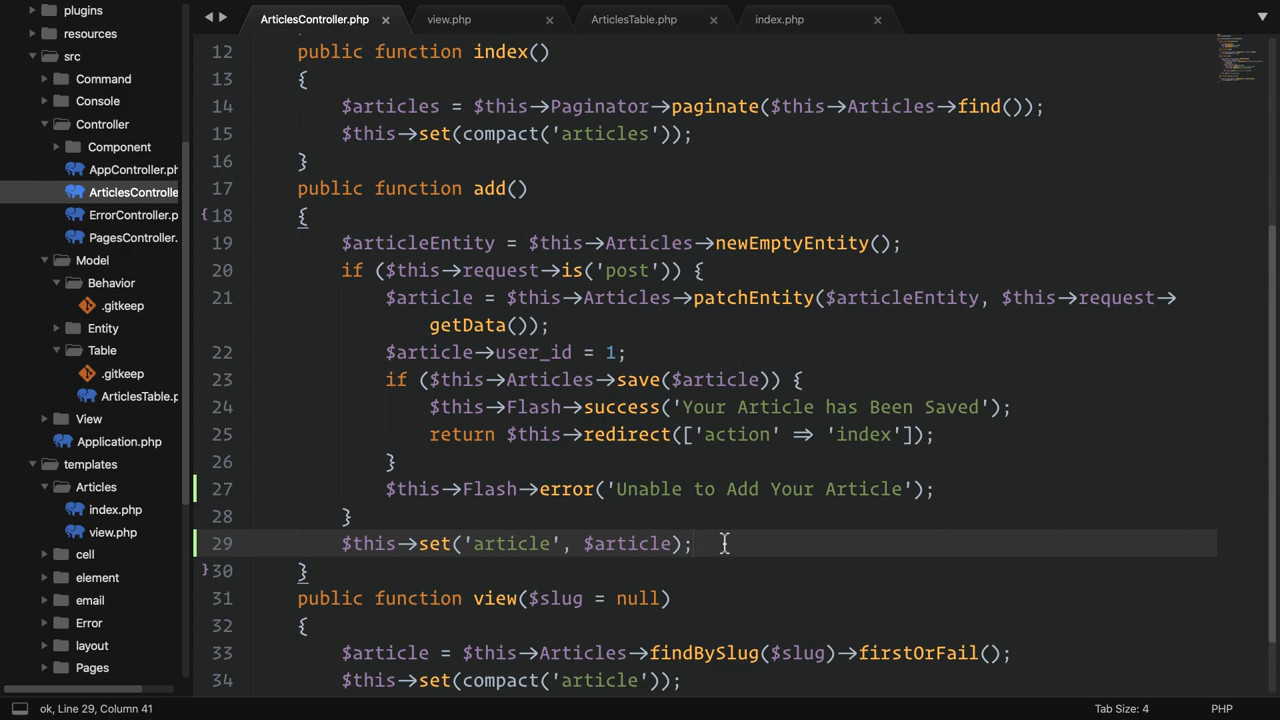 plugins
resources
src
Command
Console
Controller
Component
AppController.ph
ArticlesControlle
ErrorController.p
PagesController.
Model
Behavior
.gitkeep
Entity
Table
.gitkeep
ArticlesTable.p
View
Application.php
templates
Articles
index.php
view.php
cell
element
email
Error
layout
Pages
ArticlesController.php × view.php × ArticlesTable.php × index.php ×
12 public function index()
13 {
14 $articles = $this→Paginator→paginate($this→Articles→find());
15 $this→set(compact('articles'));
16 }
17 public function add()
18 {
19 $articleEntity = $this→Articles→newEmptyEntity();
20 if ($this→request→is('post')) {
21 $article = $this→Articles→patchEntity($articleEntity, $this→request→
getData());
22 $article→user_id = 1;
23 if ($this→Articles→save($article)) {
24 $this→Flash→success('Your Article has Been Saved');
25 return $this→redirect(['action' ⇒ 'index']);
26 }
27 $this→Flash→error('Unable to Add Your Article');
28 }
29 $this→set('article', $article);
30 }
31 public function view($slug = null)
32 {
33 $article = $this→Articles→findBySlug($slug)→firstOrFail();
34 $this→set(compact('article'));
ok, Line 29, Column 41 Tab Size: 4 PHP